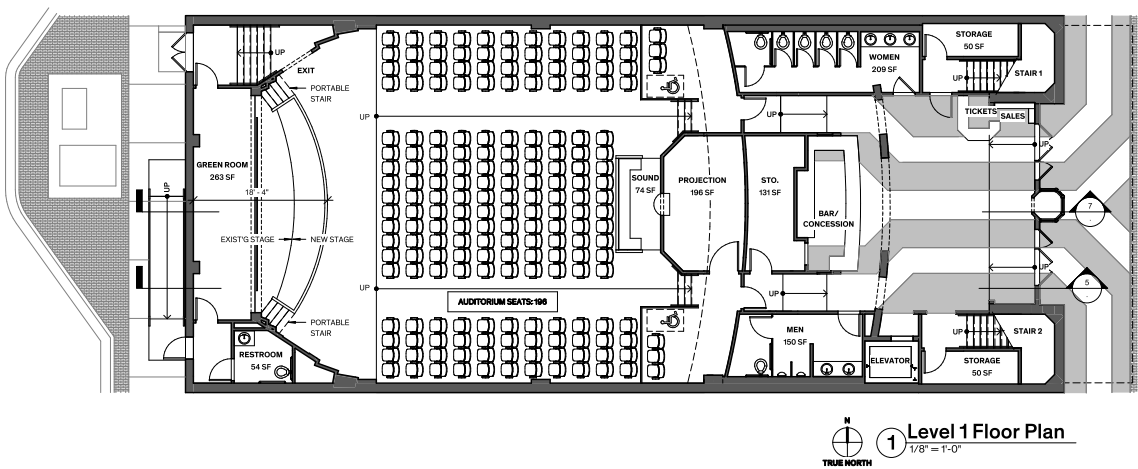 STORAGE
50 SF
UP
EXIT
WOMEN
209 SF
UP
STAIR 1
PORTABLE
STAIR
UP
UP
TICKETS
SALES
UP
GREEN ROOM
263 SF
SOUND
74 SF
PROJECTION
196 SF
STO.
131 SF
UP
18' - 4"
BAR/
CONCESSION
7
EXIST'G STAGE
NEW STAGE
UP
5
UP
UP
AUDITORIUM SEATS: 196
PORTABLE
STAIR
MEN
150 SF
UP
STAIR 2
RESTROOM
54 SF
ELEVATOR
STORAGE
50 SF
N
TRUE NORTH
1
Level 1 Floor Plan
1/8" = 1'-0"